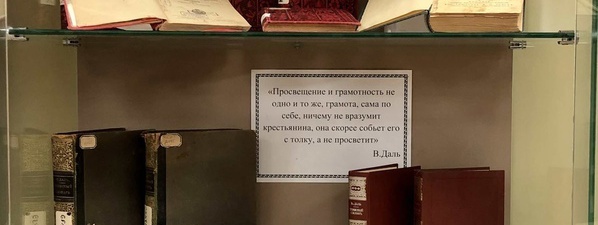 «Просвещение и грамотность не
одно и то же, грамота, сама по
себе, ничему не вразумит
крестьянина, она скорее собьет его
с толку, а не просветит»
В.Даль